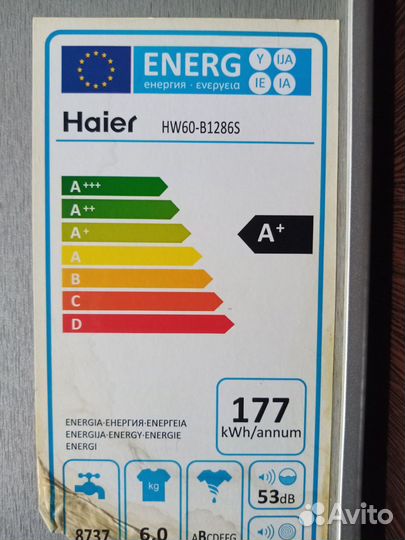 ENERG
Y IJA
IE IA
енергия · ενεργεια
Haier HW60-B1286S
A+++
A++
A+
A
B
C
D
A+
177
kWh/annum
ENERGIA·ЕНЕРГИЯ·ΕΝΕΡΓΕΙΑ
ENERGIJA·ENERGY·ENERGIE
ENERGI
kg
53dB
8737
6.0
ABCDEFG
Avito